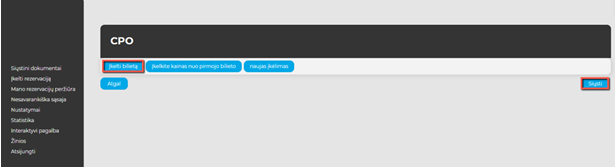 CPO
Įkelti bilietą
Įkelkite kainas nuo pirmojo bilieto
naujas įkėlimas
Atgal
Siųsti
Siųstini dokumentai
Įkelti rezervaciją
Mano rezervacijų peržiūra
Nesavarankiška sąsaja
Nustatymai
Statistika
Interaktyvi pagalba
Žinios
Atsijungti